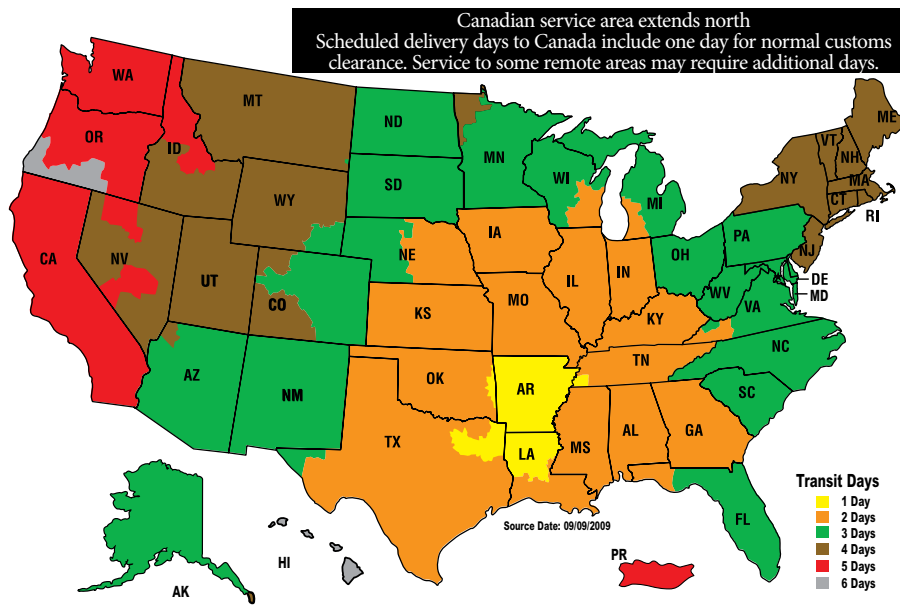 Canadian service area extends north
Scheduled delivery days to Canada include one day for normal customs
clearance. Service to some remote areas may require additional days.
WA
OR
ID
MT
ND
MN
WI
MI
SD
WY
NE
IA
IL
IN
OH
PA
NY
VT
NH
ME
MA
CT
RI
NJ
DE
MD
WV
VA
KY
CA
NV
UT
CO
KS
MO
TN
NC
AZ
NM
OK
AR
SC
TX
LA
MS
AL
GA
FL
AK
HI
PR
Source Date: 09/09/2009
Transit Days
1 Day
2 Days
3 Days
4 Days
5 Days
6 Days